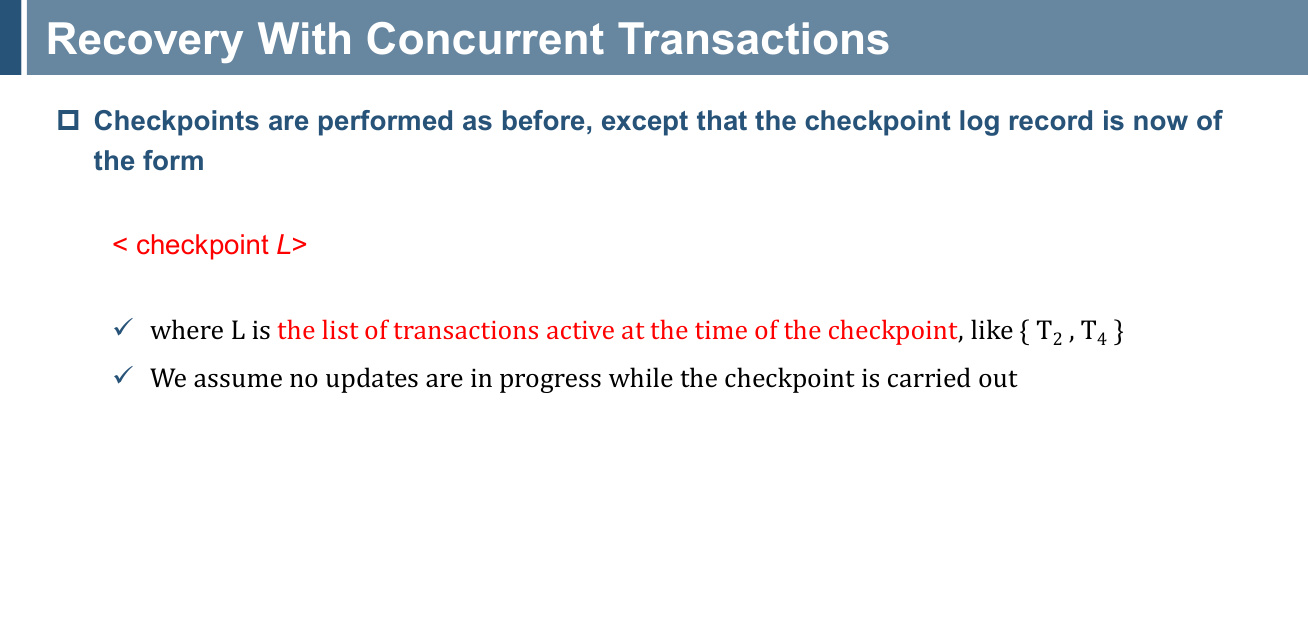 Recovery With Concurrent Transactions
Checkpoints are performed as before, except that the checkpoint log record is now of
the form
< checkpoint L>
where L is the list of transactions active at the time of the checkpoint, like { T₂ , T₄ }
We assume no updates are in progress while the checkpoint is carried out